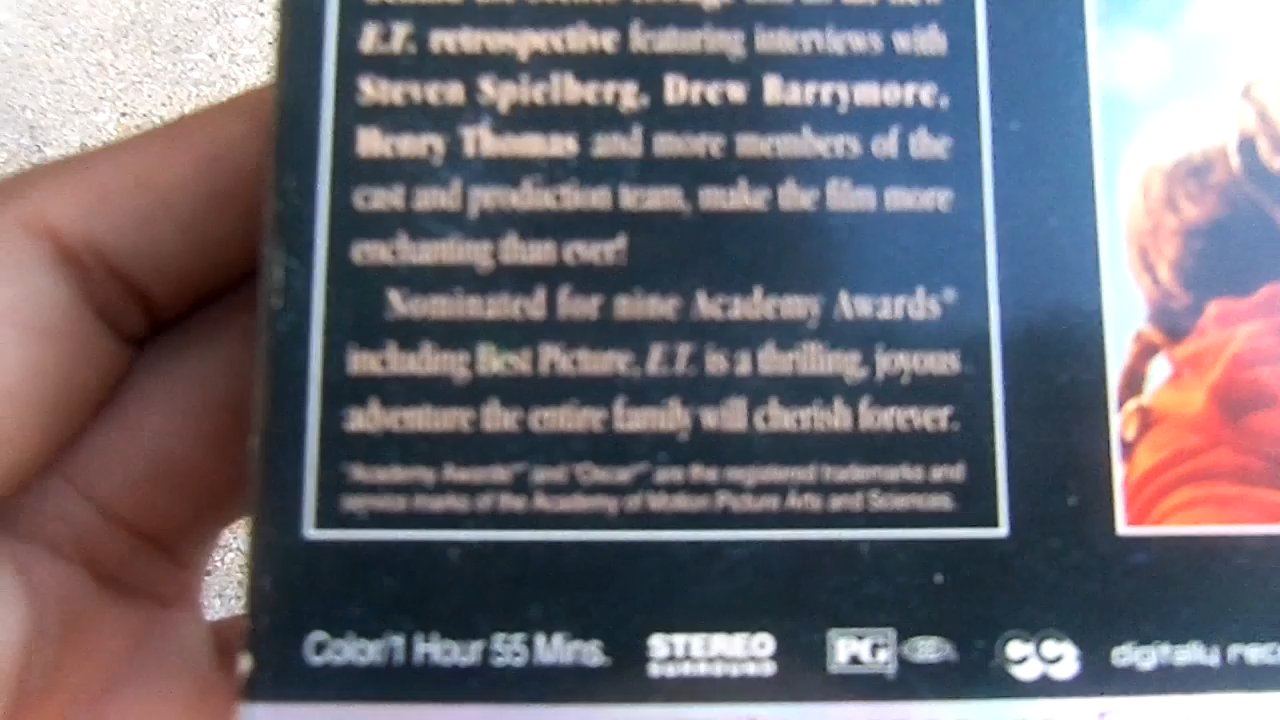 E.T. retrospective featuring interviews with
Steven Spielberg, Drew Barrymore,
Henry Thomas and more members of the
cast and production team, make the film more
enchanting than ever!
Nominated for nine Academy Awards®
including Best Picture, E.T. is a thrilling, joyous
adventure the entire family will cherish forever.
"Academy Awards®" and "Oscar®" are the registered trademarks and
service marks of the Academy of Motion Picture Arts and Sciences.
Color/1 Hour 55 Mins. STEREO PG CC digitally
SURROUND